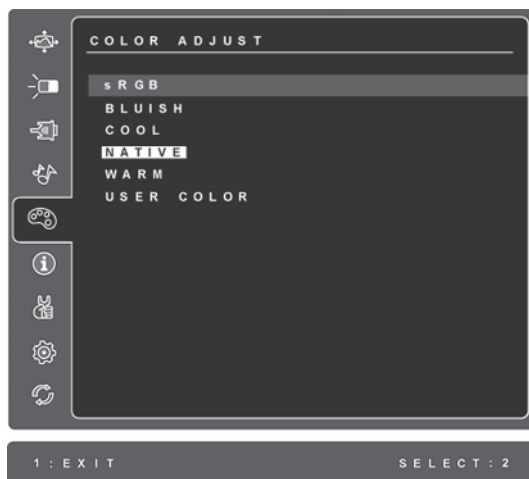 COLOR ADJUST
sRGB
BLUISH
COOL
NATIVE
WARM
USER COLOR
1:EXIT SELECT:2